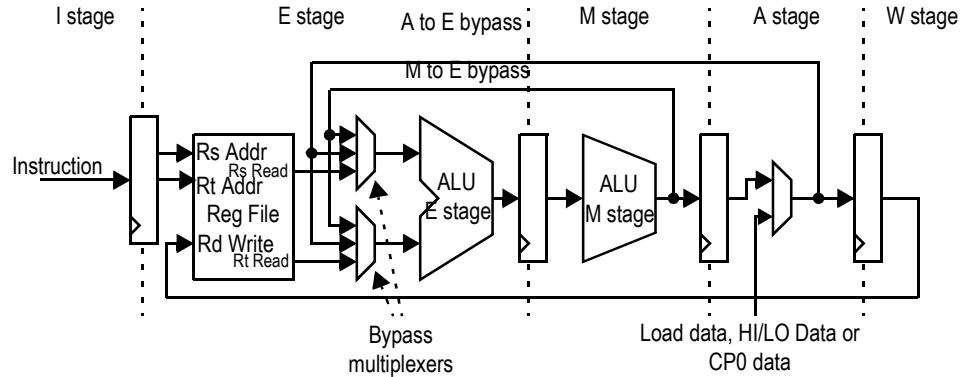 I stage
E stage
A to E bypass
M stage
A stage
W stage
M to E bypass
Instruction
Rs Addr
Rs Read
Rt Addr
Reg File
Rd Write
Rt Read
ALU
E stage
ALU
M stage
Bypass
multiplexers
Load data, HI/LO Data or
CP0 data